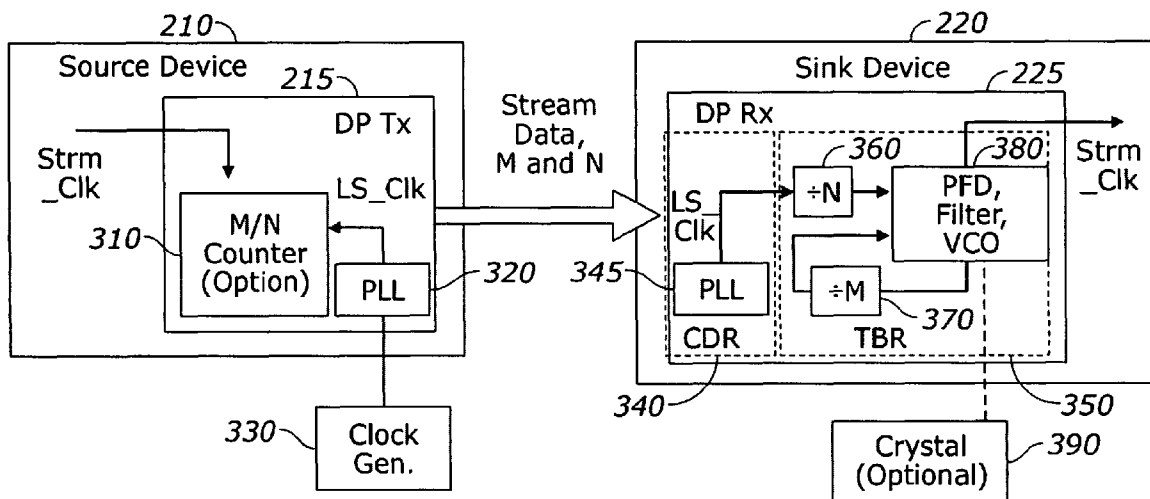 210
Source Device
215
DP Tx
Strm
_Clk
LS_Clk
310
M/N
Counter
(Option)
PLL
320
330
Clock
Gen.
Stream
Data,
M and N
220
Sink Device
225
DP Rx
360
380
Strm
_Clk
LS_
Clk
÷N
PFD,
Filter,
VCO
345
PLL
÷M
370
CDR
TBR
340
350
Crystal
(Optional)
390